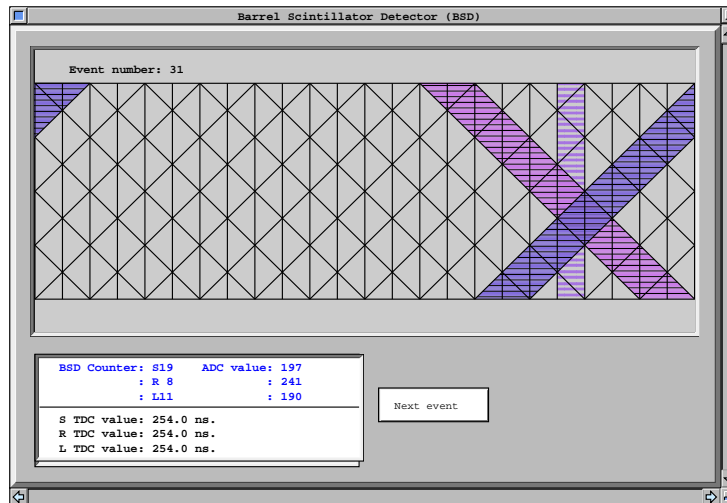 Barrel Scintillator Detector (BSD)
Event number: 31
BSD Counter: S19 ADC value: 197
: R 8 : 241
: L11 : 190
S TDC value: 254.0 ns.
R TDC value: 254.0 ns.
L TDC value: 254.0 ns.
Next event